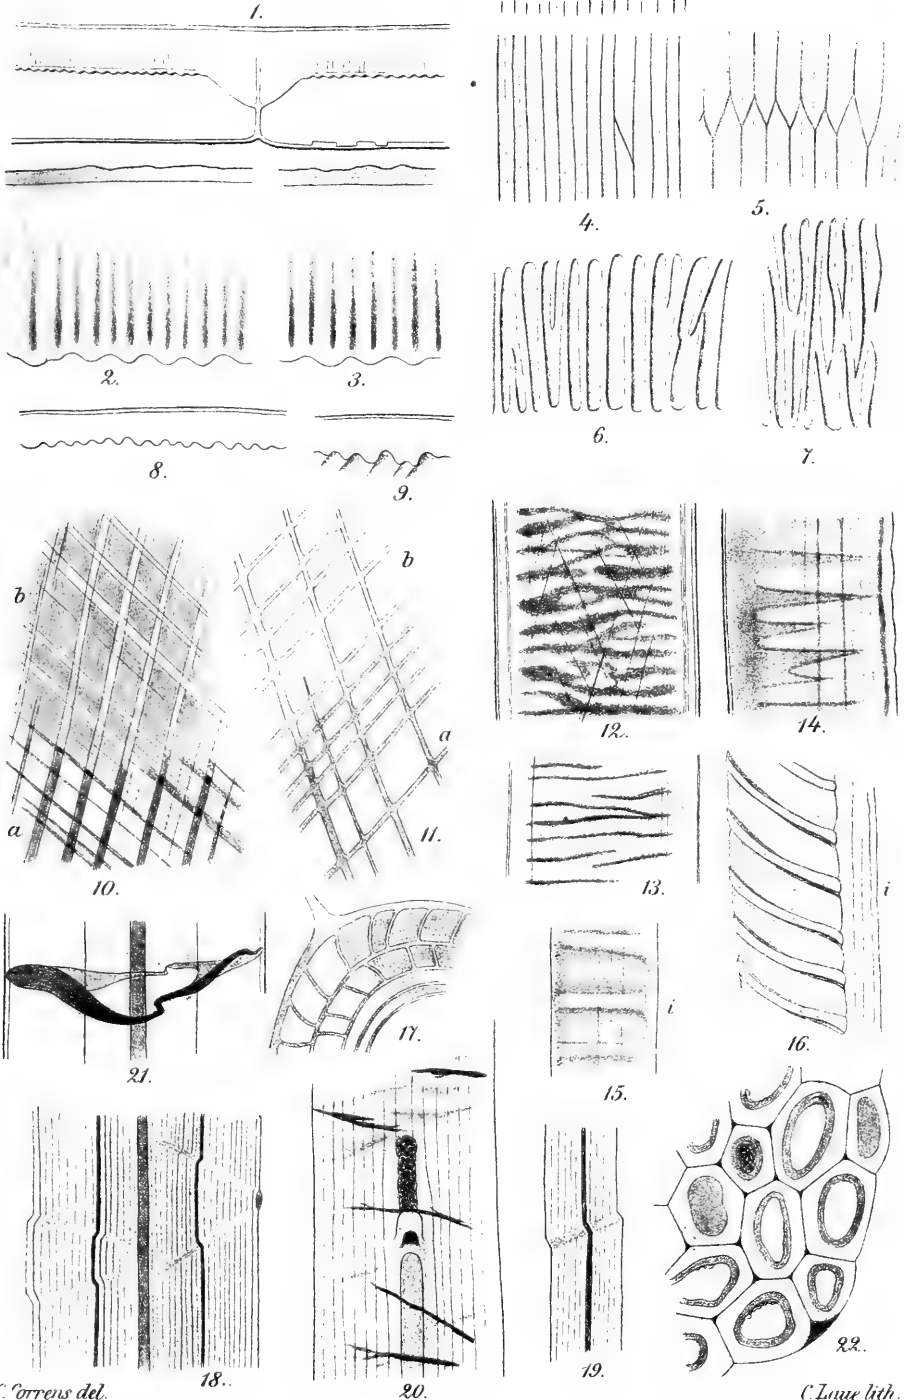 1.
4.
5.
2.
3.
6.
7.
8.
9.
b
b
a
a
10.
11.
12.
14.
13.
i
16.
i
15.
21.
17.
18.
20.
19.
22.
C. Correns del.
C. Laue lith.